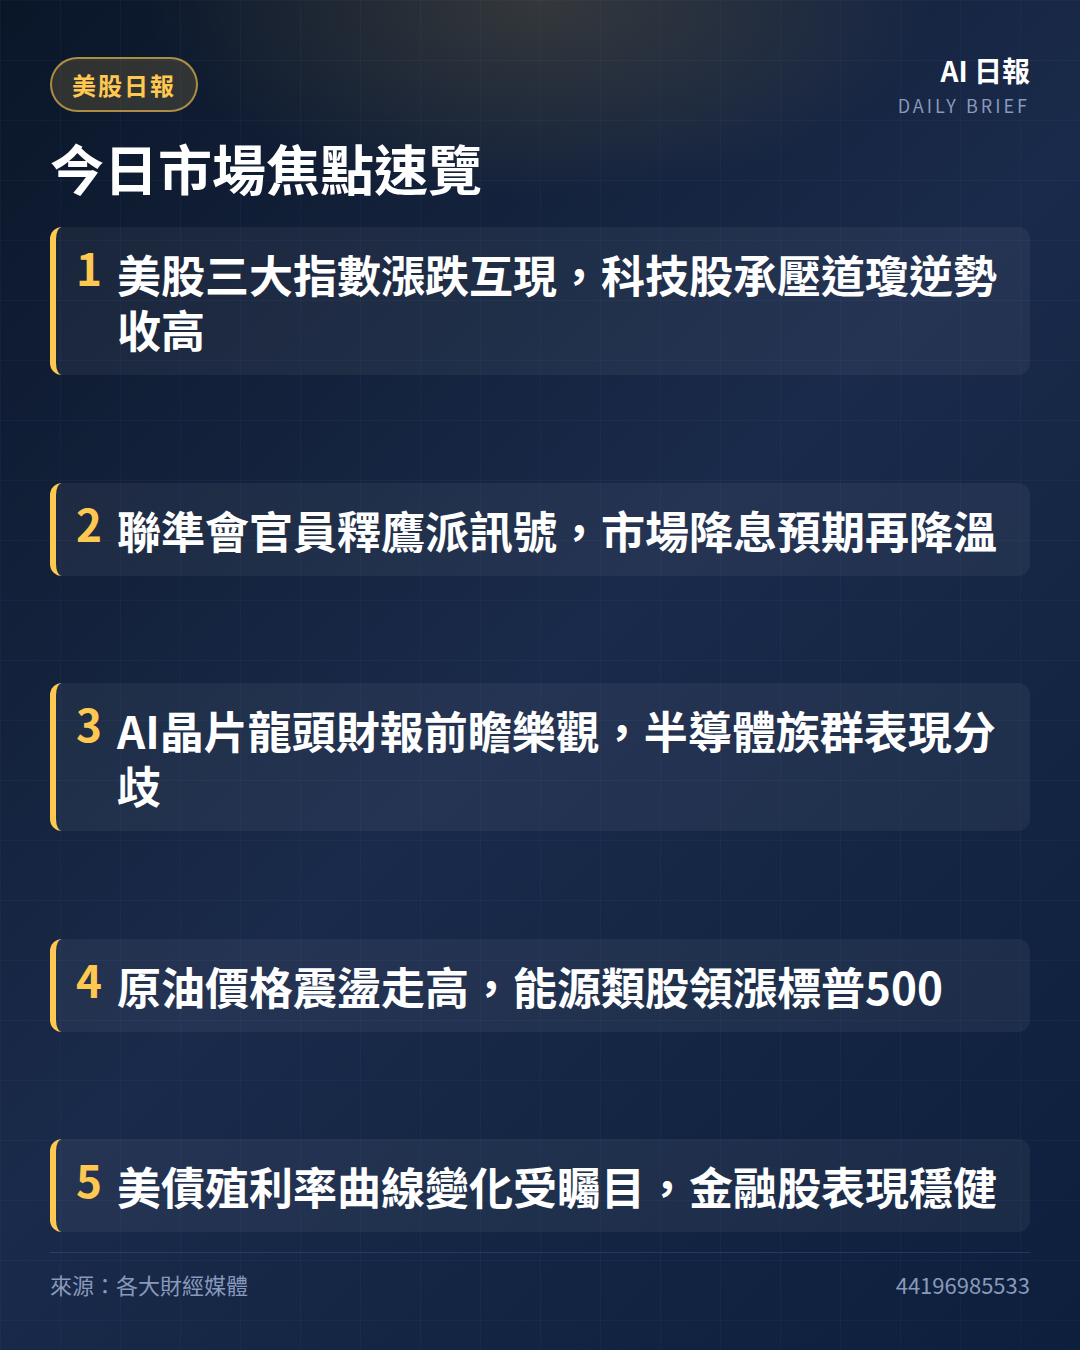 美股日報
AI 日報
DAILY BRIEF
今日市場焦點速覽
1 美股三大指數漲跌互現，科技股承壓道瓊逆勢
收高
2 聯準會官員釋鷹派訊號，市場降息預期再降溫
3 AI晶片龍頭財報前瞻樂觀，半導體族群表現分
歧
4 原油價格震盪走高，能源類股領漲標普500
5 美債殖利率曲線變化受矚目，金融股表現穩健
來源：各大財經媒體
44196985533